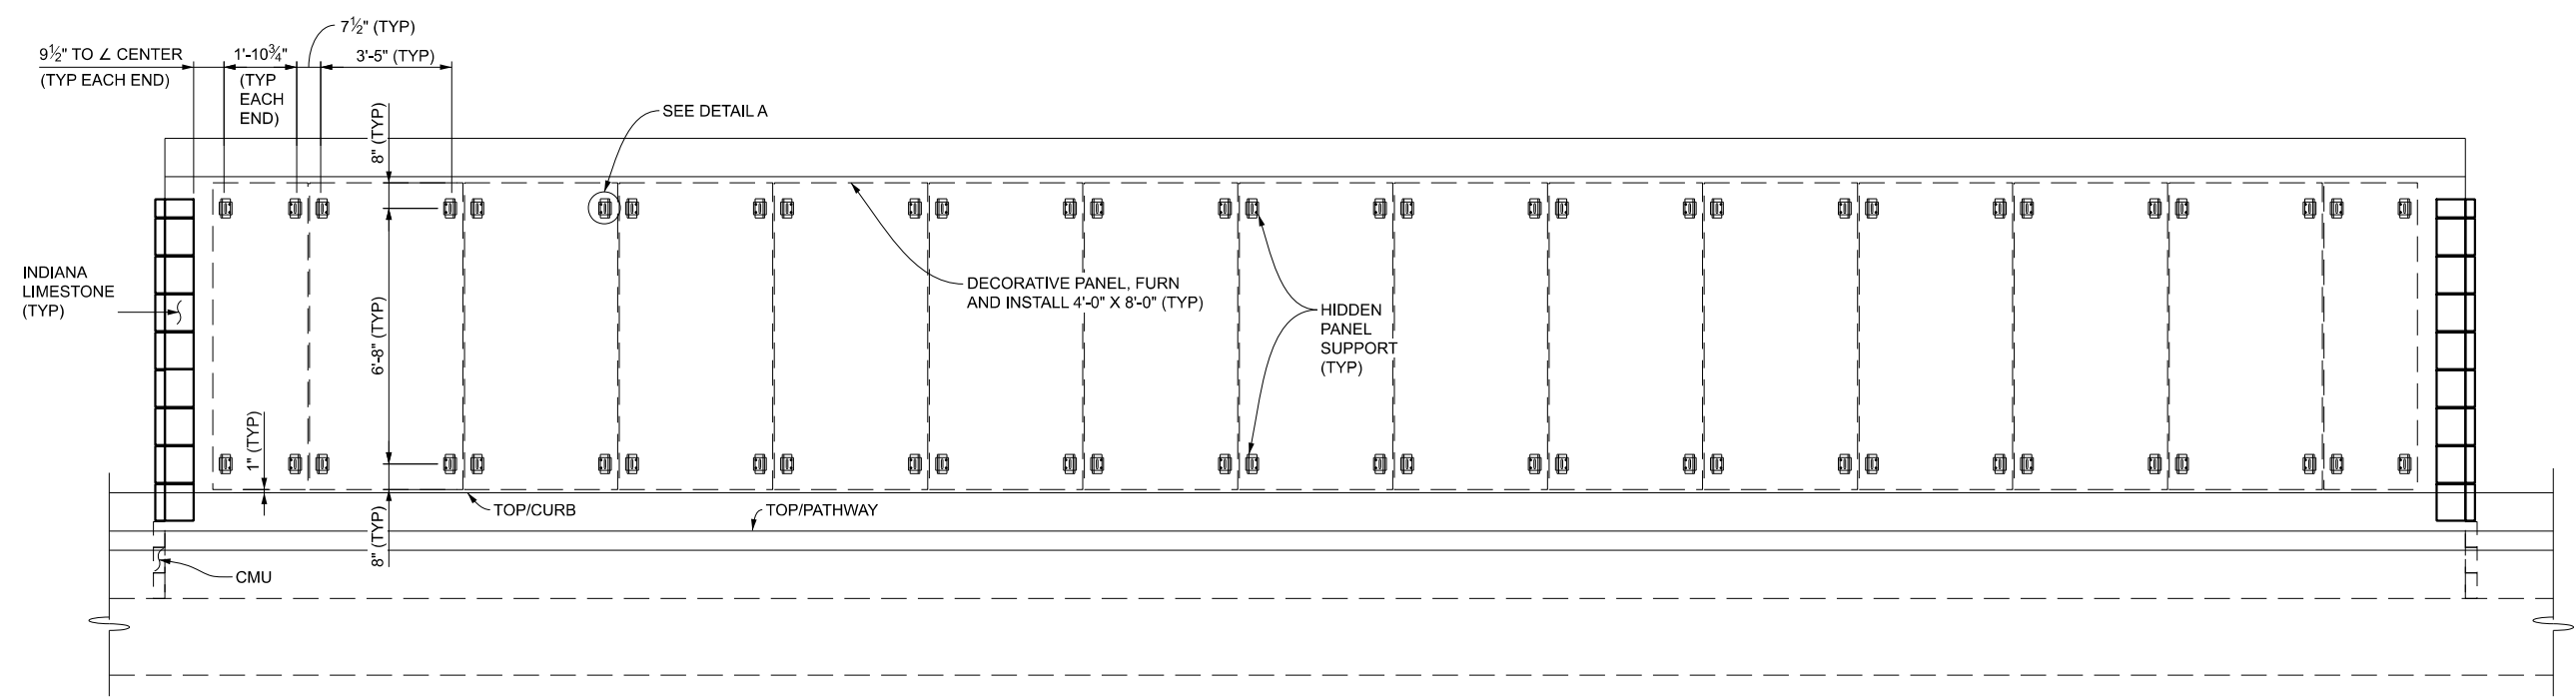 7½" (TYP)
9½" TO ∠ CENTER
(TYP EACH END)
1'-10¾"
(TYP
EACH
END)
3'-5" (TYP)
8" (TYP)
SEE DETAIL A
INDIANA
LIMESTONE
(TYP)
DECORATIVE PANEL, FURN
AND INSTALL 4'-0" X 8'-0" (TYP)
HIDDEN
PANEL
SUPPORT
(TYP)
6'-8" (TYP)
1" (TYP)
TOP/CURB
TOP/PATHWAY
8" (TYP)
CMU